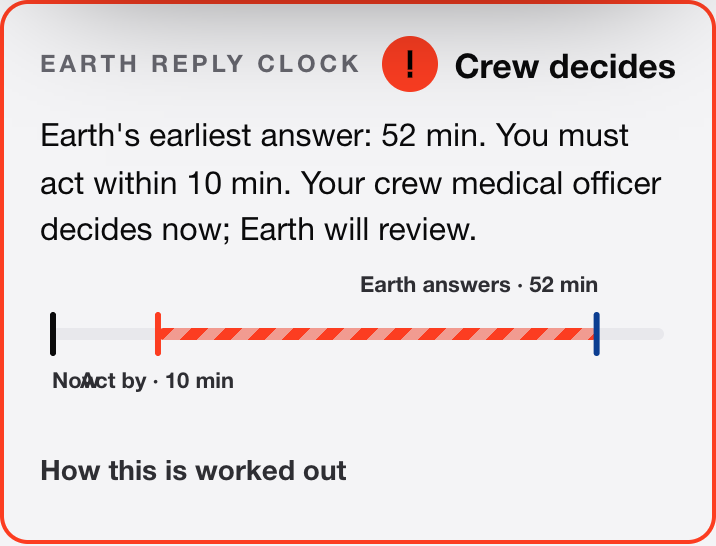 EARTH REPLY CLOCK
! Crew decides
Earth's earliest answer: 52 min. You must
act within 10 min. Your crew medical officer
decides now; Earth will review.
Earth answers · 52 min
Now
Act by · 10 min
How this is worked out